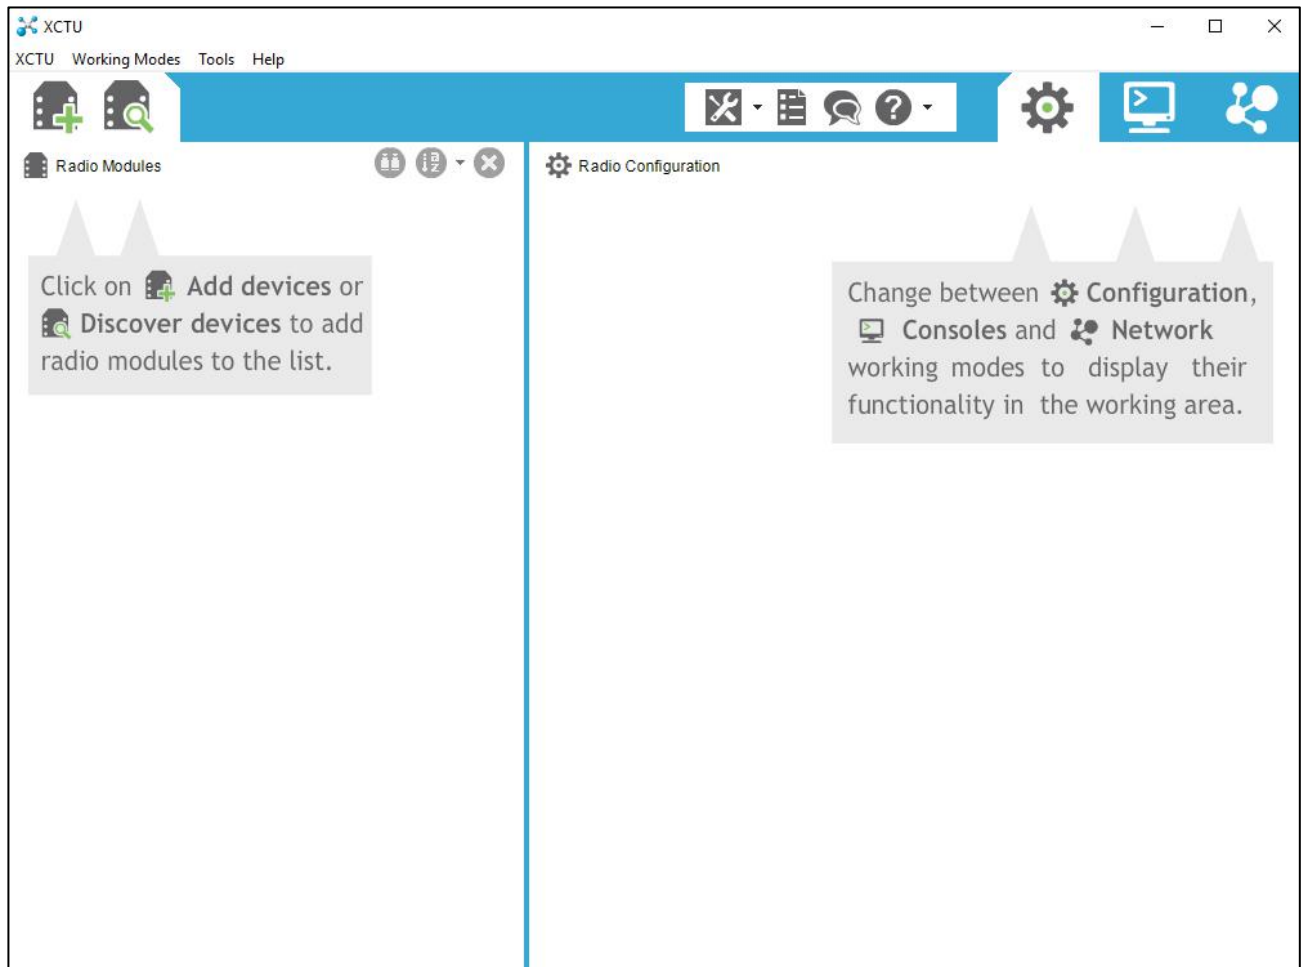 XCTU
XCTU Working Modes Tools Help
Radio Modules
Radio Configuration
Click on Add devices or
Discover devices to add
radio modules to the list.
Change between Configuration,
Consoles and Network
working modes to display their
functionality in the working area.